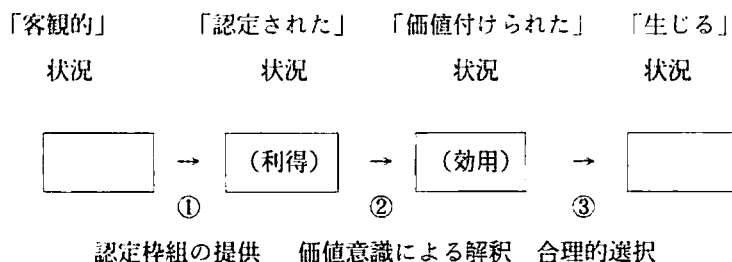 「客観的」 「認定された」 「価値付けられた」 「生じる」
状況 状況 状況 状況
→ (利得) → (効用) →
① ② ③
認定枠組の提供 価値意識による解釈 合理的選択